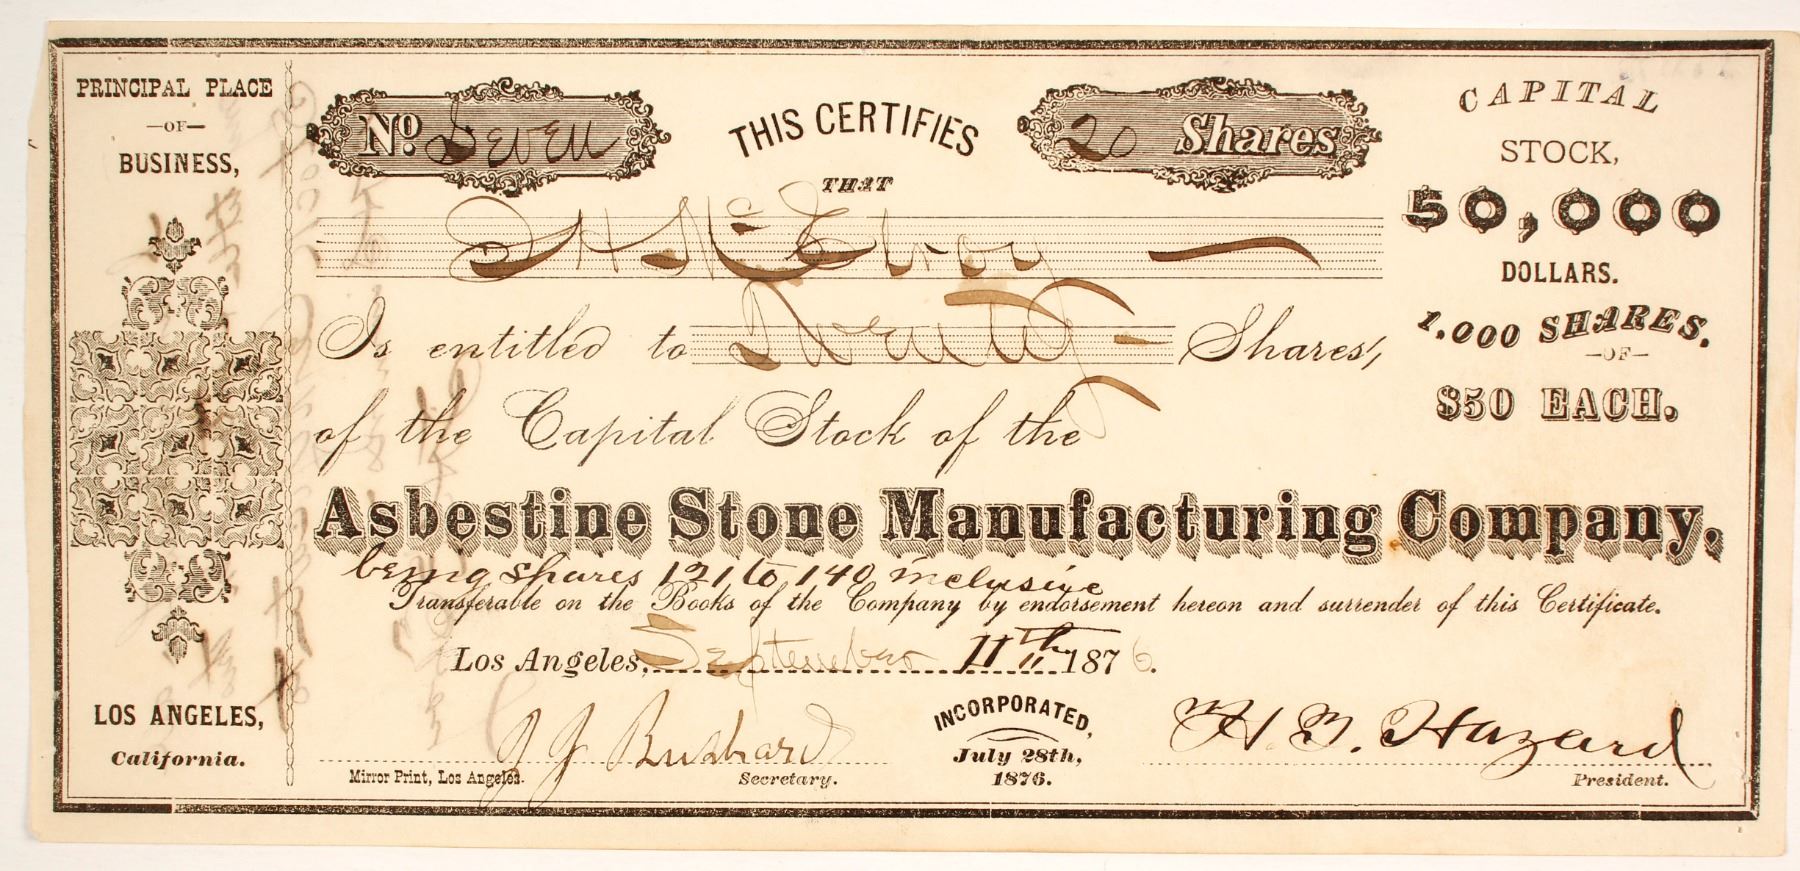 PRINCIPAL PLACE
—OF—
BUSINESS,
LOS ANGELES,
California.
No. Seven
THIS CERTIFIES
THAT
20 Shares
H McElroy
Is entitled to Twenty Shares,
of the Capital Stock of the
Asbestine Stone Manufacturing Company,
being shares 121 to 140 inclusive
Transferable on the Books of the Company by endorsement hereon and surrender of this Certificate.
Los Angeles, September 11th 1876.
J J
Secretary.
Mirror Print, Los Angeles.
INCORPORATED,
July 28th,
1876.
H. T. Hazard
President.
CAPITAL
STOCK,
50,000
DOLLARS.
1.000 SHARES.
—OF—
$50 EACH.